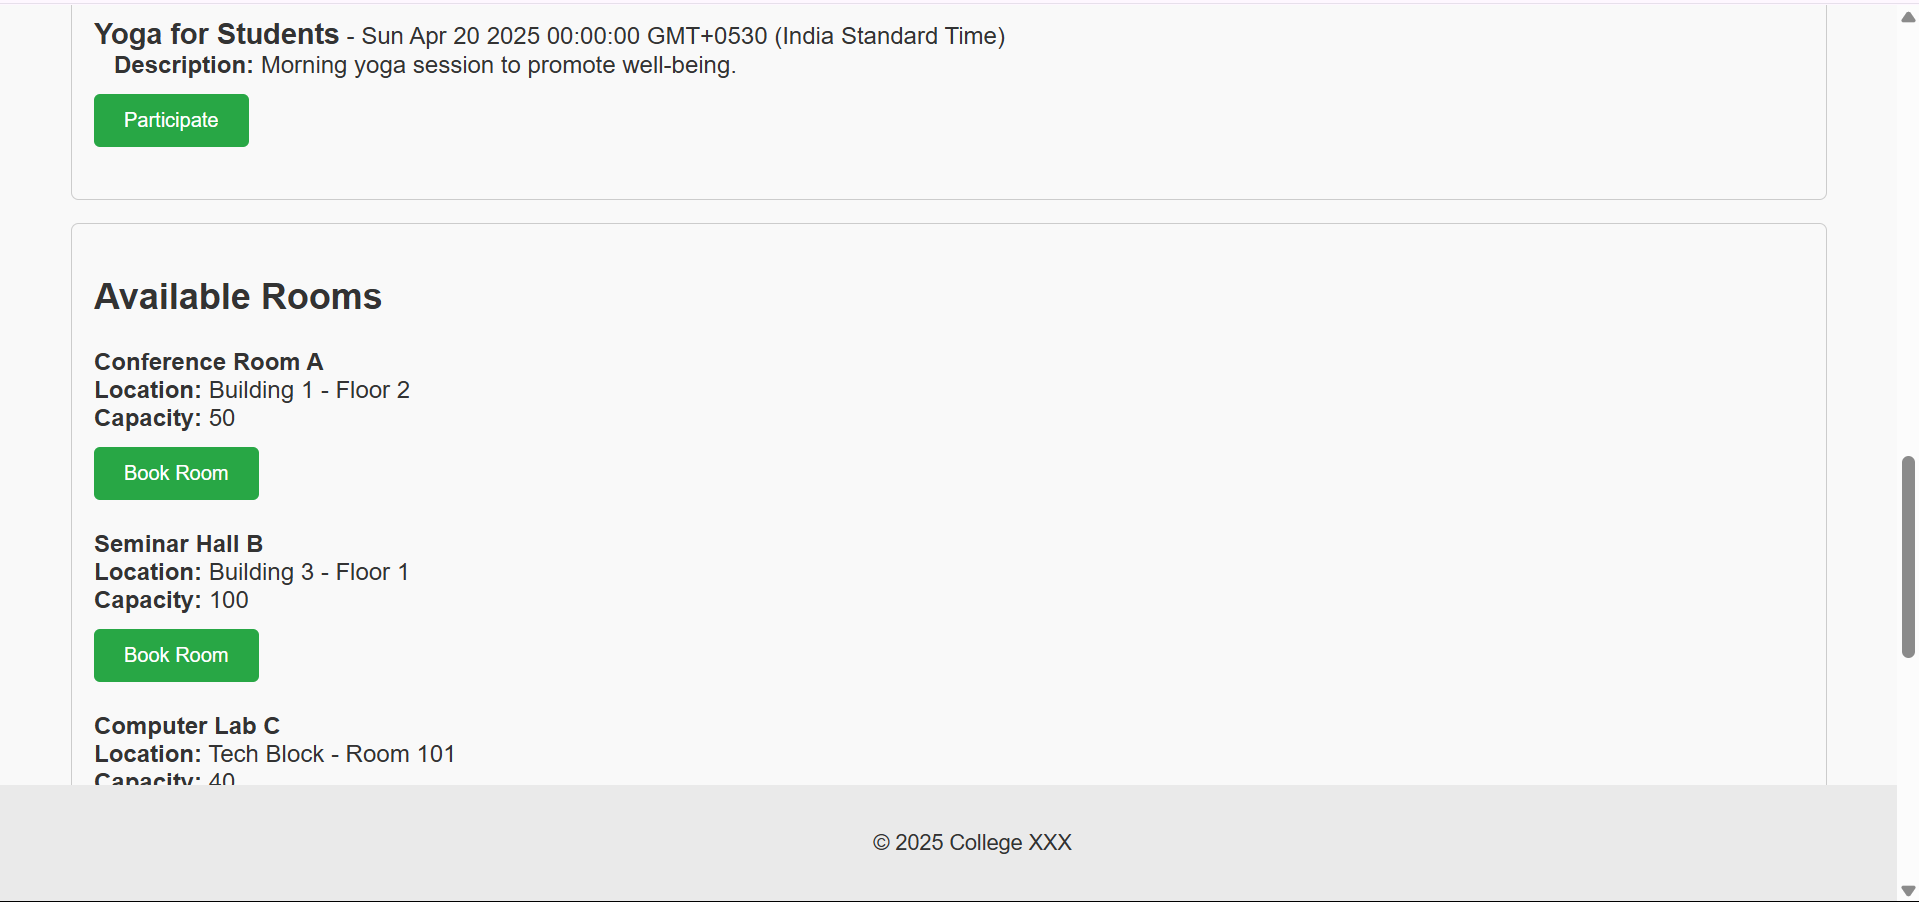 Yoga for Students - Sun Apr 20 2025 00:00:00 GMT+0530 (India Standard Time)
Description: Morning yoga session to promote well-being.
Participate
Available Rooms
Conference Room A
Location: Building 1 - Floor 2
Capacity: 50
Book Room
Seminar Hall B
Location: Building 3 - Floor 1
Capacity: 100
Book Room
Computer Lab C
Location: Tech Block - Room 101
Capacity: 40
© 2025 College XXX